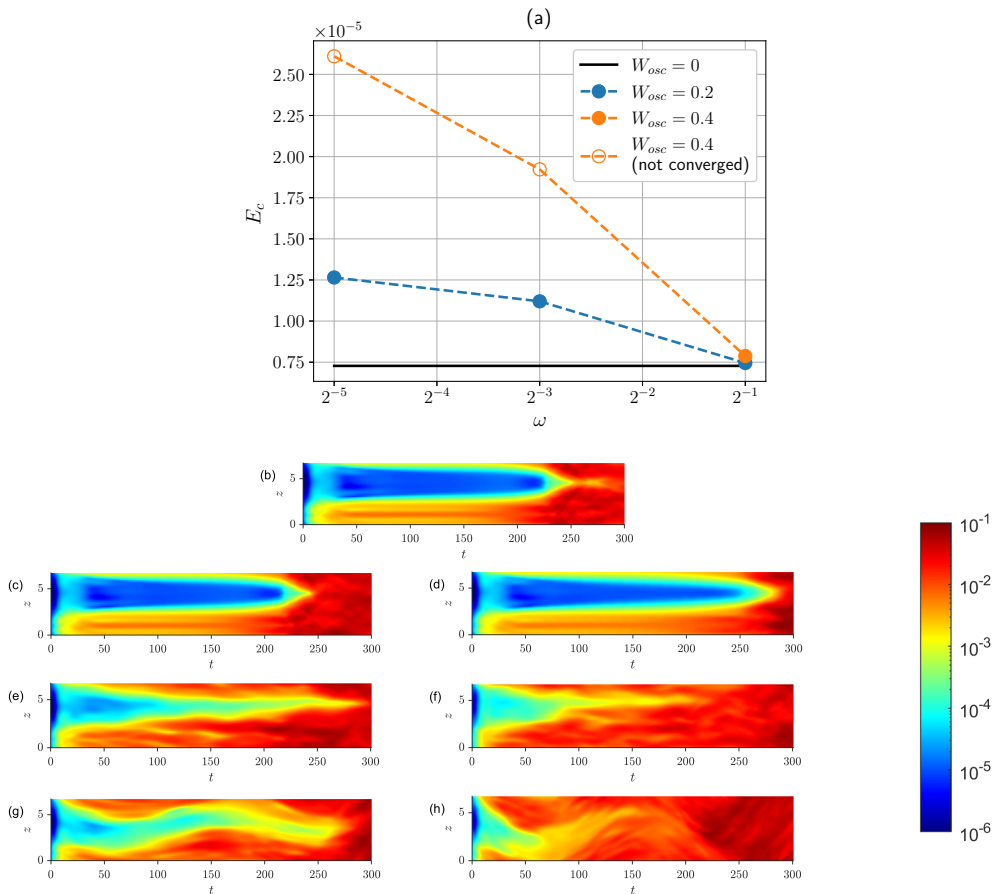 (a)
×10⁻⁵
2.50
2.25
2.00
1.75
1.50
1.25
1.00
0.75
E_c
2⁻⁵ 2⁻⁴ 2⁻³ 2⁻² 2⁻¹
ω
W_osc = 0
W_osc = 0.2
W_osc = 0.4
W_osc = 0.4
(not converged)
(b)
z
5
0
0 50 100 150 200 250 300
t
(c)
z
5
0
0 50 100 150 200 250 300
t
(d)
z
5
0
0 50 100 150 200 250 300
t
(e)
z
5
0
0 50 100 150 200 250 300
t
(f)
z
5
0
0 50 100 150 200 250 300
t
(g)
z
5
0
0 50 100 150 200 250 300
t
(h)
z
5
0
0 50 100 150 200 250 300
t
10⁻¹
10⁻²
10⁻³
10⁻⁴
10⁻⁵
10⁻⁶